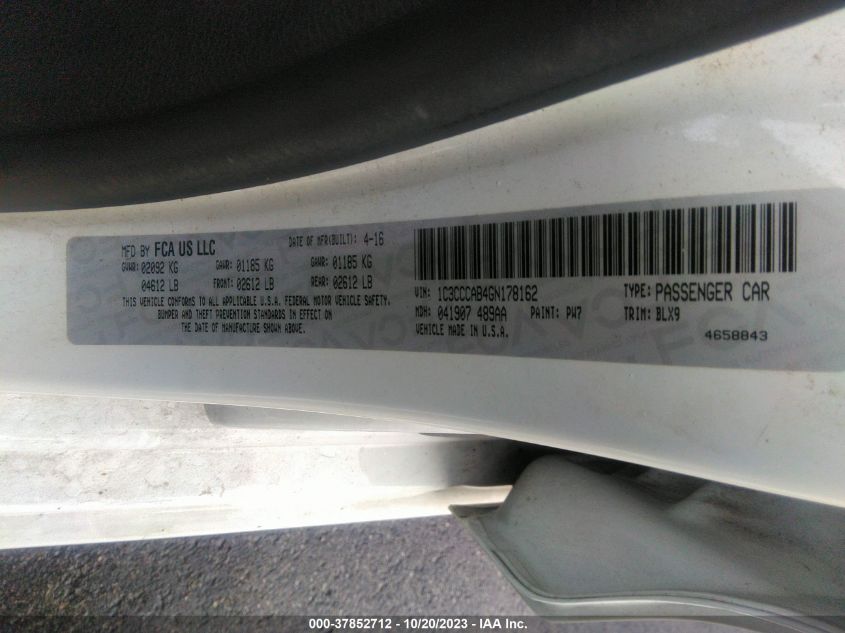 MFD BY FCA US LLC DATE OF MFR(BUILT): 4-16
GVWR: 02092 KG GAWR: 01185 KG GAWR: 01185 KG
04612 LB FRONT: 02612 LB REAR: 02612 LB
THIS VEHICLE CONFORMS TO ALL APPLICABLE U.S.A. FEDERAL MOTOR VEHICLE SAFETY,
BUMPER AND THEFT PREVENTION STANDARDS IN EFFECT ON
THE DATE OF MANUFACTURE SHOWN ABOVE.
VIN: 1C3CCCAB4GN178162 TYPE: PASSENGER CAR
MDH: 041907 489AA PAINT: PW7 TRIM: BLX9
VEHICLE MADE IN U.S.A. 4658843
000-37852712 - 10/20/2023 - IAA Inc.